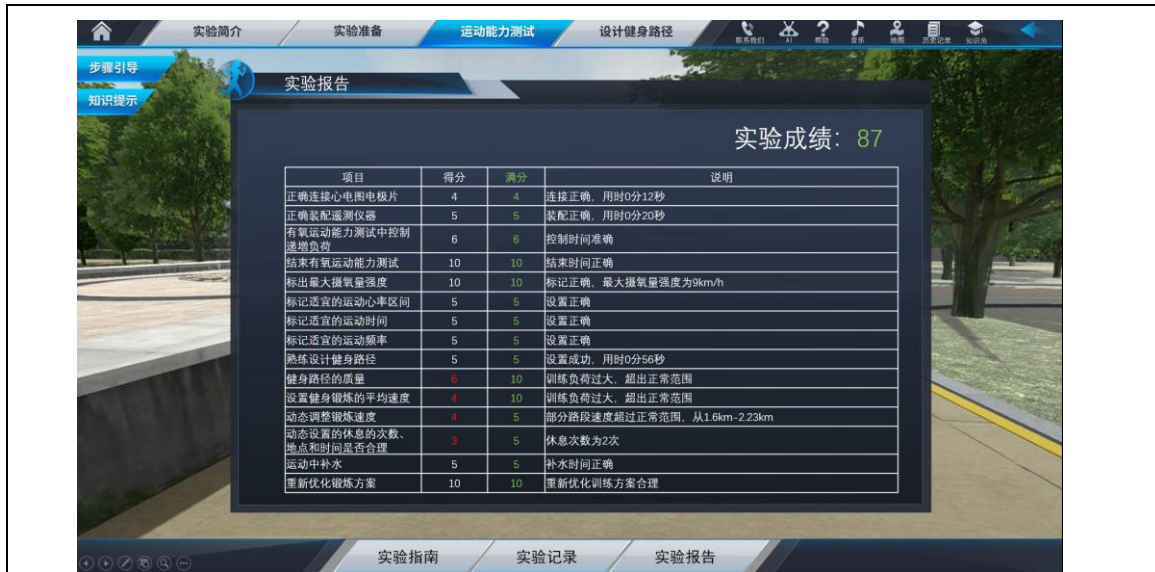 实验简介 实验准备 运动能力测试 设计健身路径 联系我们 AI 帮助 音乐 地图 历史记录 知识角
步骤引导
知识提示
实验报告
实验成绩：87
项目 得分 满分 说明
正确连接心电图电极片 4 4 连接正确，用时0分12秒
正确装配遥测仪器 5 5 装配正确，用时0分20秒
有氧运动能力测试中控制
递增负荷 6 6 控制时间准确
结束有氧运动能力测试 10 10 结束时间正确
标出最大摄氧量强度 10 10 标记正确，最大摄氧量强度为9km/h
标记适宜的运动心率区间 5 5 设置正确
标记适宜的运动时间 5 5 设置正确
标记适宜的运动频率 5 5 设置正确
熟练设计健身路径 5 5 设置成功，用时0分56秒
健身路径的质量 6 10 训练负荷过大，超出正常范围
设置健身锻炼的平均速度 4 10 训练负荷过大，超出正常范围
动态调整锻炼速度 4 5 部分路段速度超过正常范围，从1.6km-2.23km
动态设置的休息的次数、
地点和时间是否合理 3 5 休息次数为2次
运动中补水 5 5 补水时间正确
重新优化锻炼方案 10 10 重新优化训练方案合理
实验指南 实验记录 实验报告